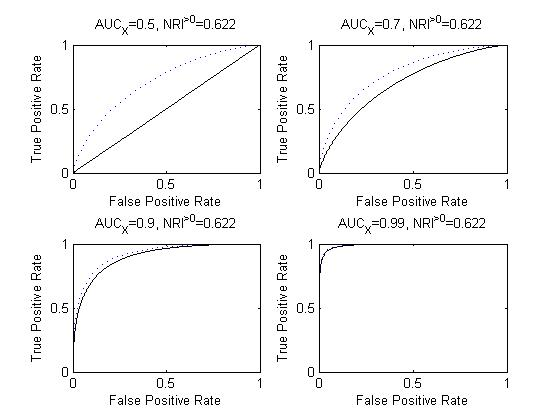 AUCX=0.5, NRI>0=0.622
AUCX=0.7, NRI>0=0.622
1
0.5
0
True Positive Rate
0
0.5
1
False Positive Rate
1
0.5
0
True Positive Rate
0
0.5
1
False Positive Rate
AUCX=0.9, NRI>0=0.622
AUCX=0.99, NRI>0=0.622
1
0.5
0
True Positive Rate
0
0.5
1
False Positive Rate
1
0.5
0
True Positive Rate
0
0.5
1
False Positive Rate